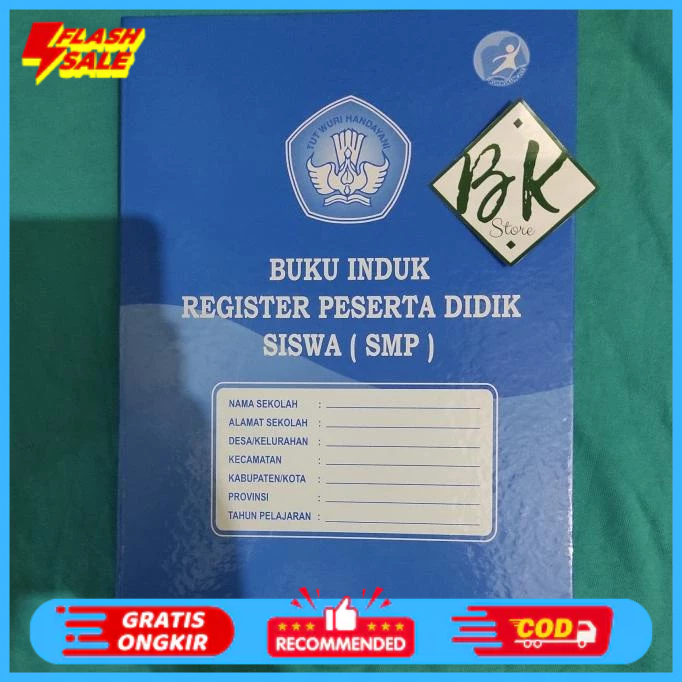 FLASH
SALE
TUT WURI HANDAYANI
BK
Store
BUKU INDUK
REGISTER PESERTA DIDIK
SISWA ( SMP )
NAMA SEKOLAH :
ALAMAT SEKOLAH :
DESA/KELURAHAN :
KECAMATAN :
KABUPATEN/KOTA :
PROVINSI :
TAHUN PELAJARAN :
GRATIS
ONGKIR
RECOMMENDED
COD